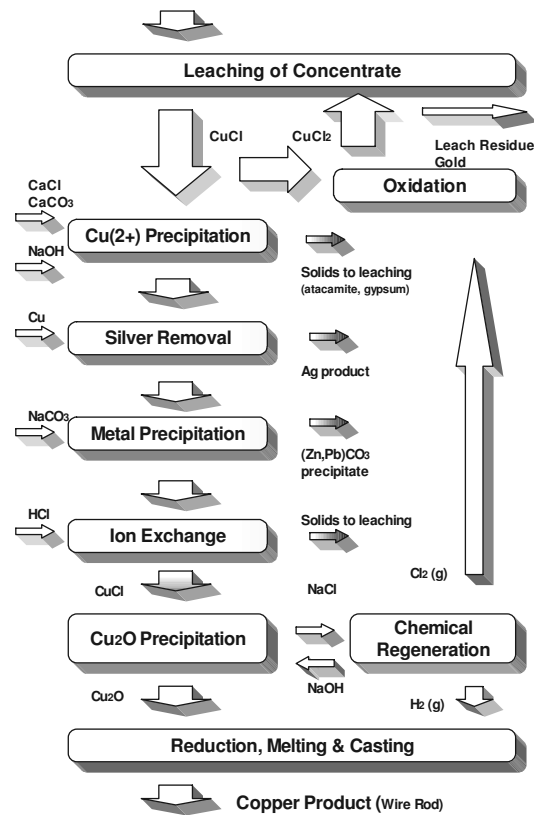 Leaching of Concentrate
CuCl
CuCl2
Leach Residue
Gold
Oxidation
CaCl
CaCO3
Cu(2+) Precipitation
NaOH
Solids to leaching
(atacamite, gypsum)
Cu
Silver Removal
Ag product
NaCO3
Metal Precipitation
(Zn,Pb)CO3
precipitate
HCl
Ion Exchange
Solids to leaching
CuCl
NaCl
Cl2 (g)
Cu2O Precipitation
Chemical
Regeneration
NaOH
Cu2O
H2 (g)
Reduction, Melting & Casting
Copper Product (Wire Rod)